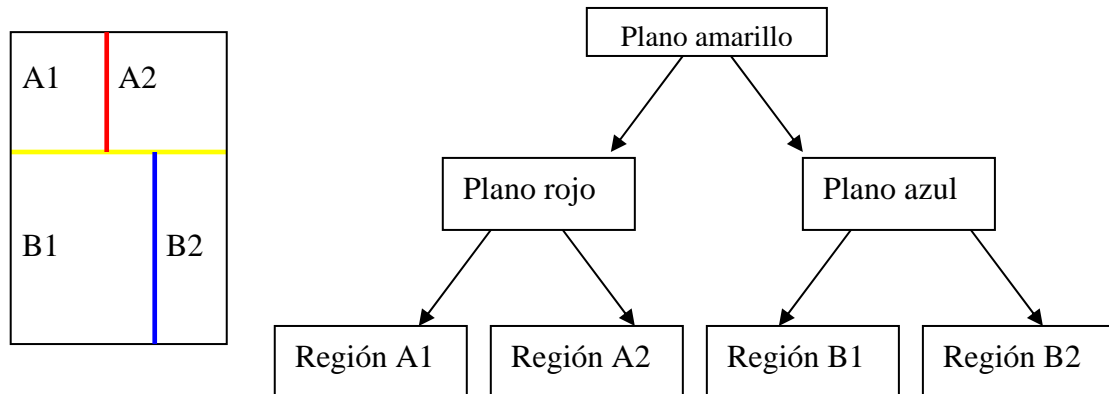 A1 A2
B1 B2
Plano amarillo
Plano rojo Plano azul
Región A1 Región A2 Región B1 Región B2